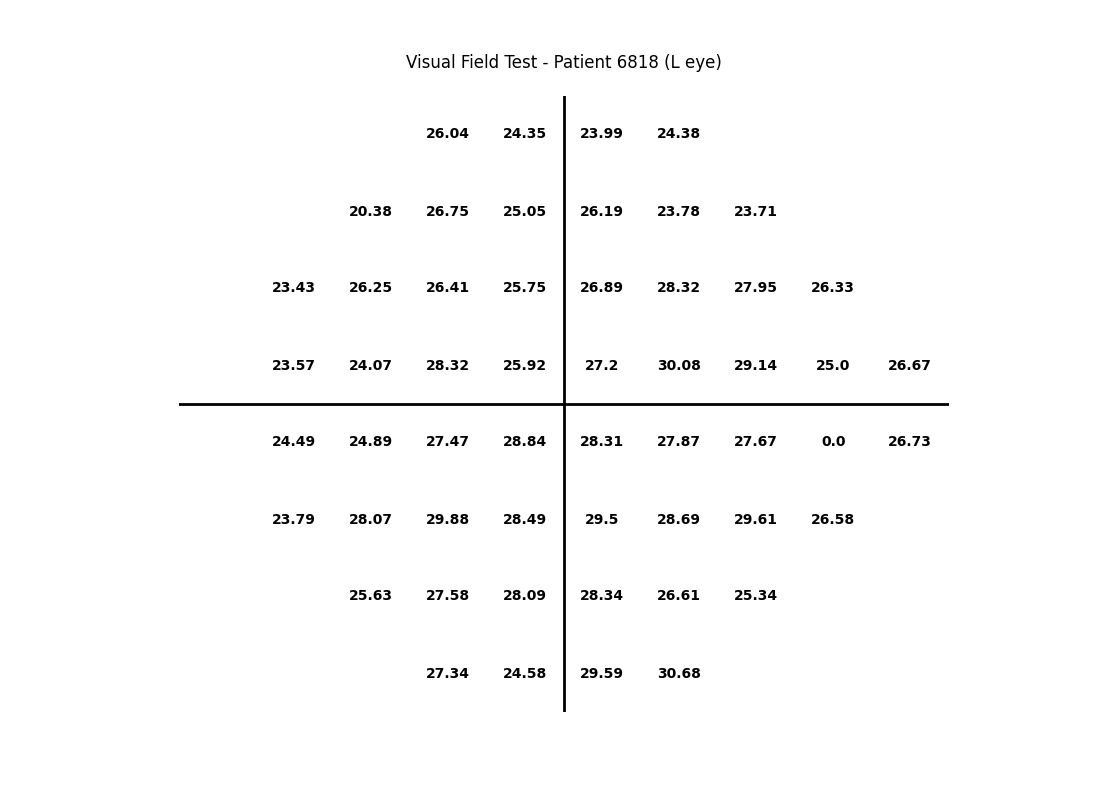 Visual Field Test - Patient 6818 (L eye)
26.04 24.35 23.99 24.38
20.38 26.75 25.05 26.19 23.78 23.71
23.43 26.25 26.41 25.75 26.89 28.32 27.95 26.33
23.57 24.07 28.32 25.92 27.2 30.08 29.14 25.0 26.67
24.49 24.89 27.47 28.84 28.31 27.87 27.67 0.0 26.73
23.79 28.07 29.88 28.49 29.5 28.69 29.61 26.58
25.63 27.58 28.09 28.34 26.61 25.34
27.34 24.58 29.59 30.68